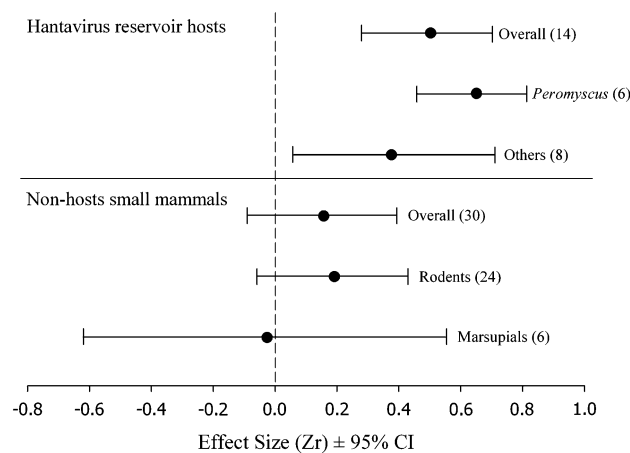 Hantavirus reservoir hosts
Overall (14)
Peromyscus (6)
Others (8)
Non-hosts small mammals
Overall (30)
Rodents (24)
Marsupials (6)
-0.8 -0.6 -0.4 -0.2 0.0 0.2 0.4 0.6 0.8 1.0
Effect Size (Zr) ± 95% CI